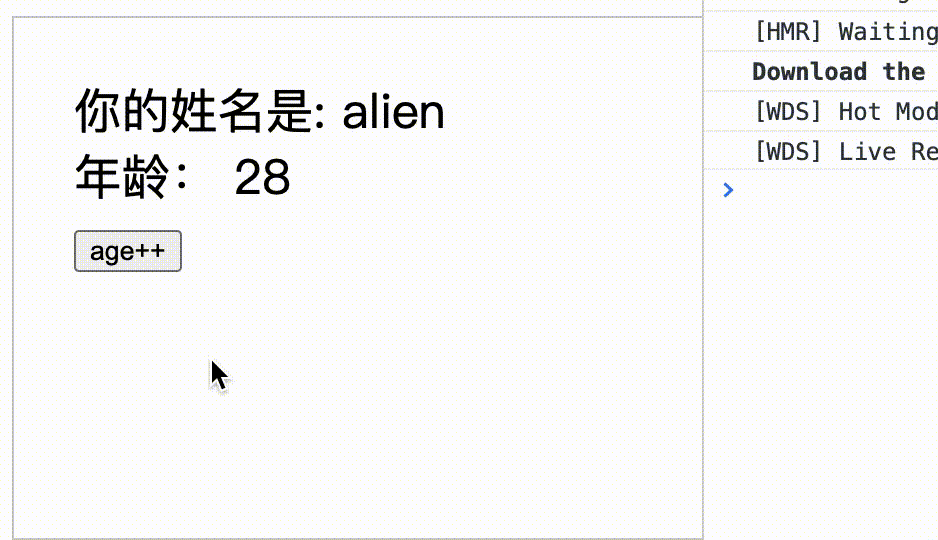 你的姓名是: alien
年龄： 28
age++
[HMR] Waiting
Download the
[WDS] Hot Mod
[WDS] Live Re